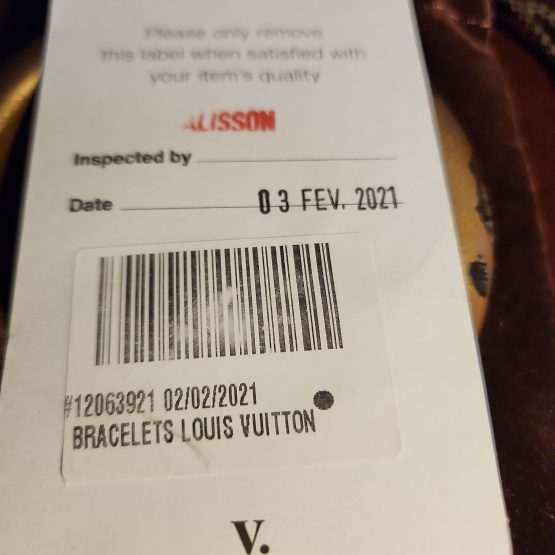 Please only remove
this label when satisfied with
your item's quality
ALISSON
Inspected by
Date 03 FEV. 2021
#12063921 02/02/2021
BRACELETS LOUIS VUITTON
V.